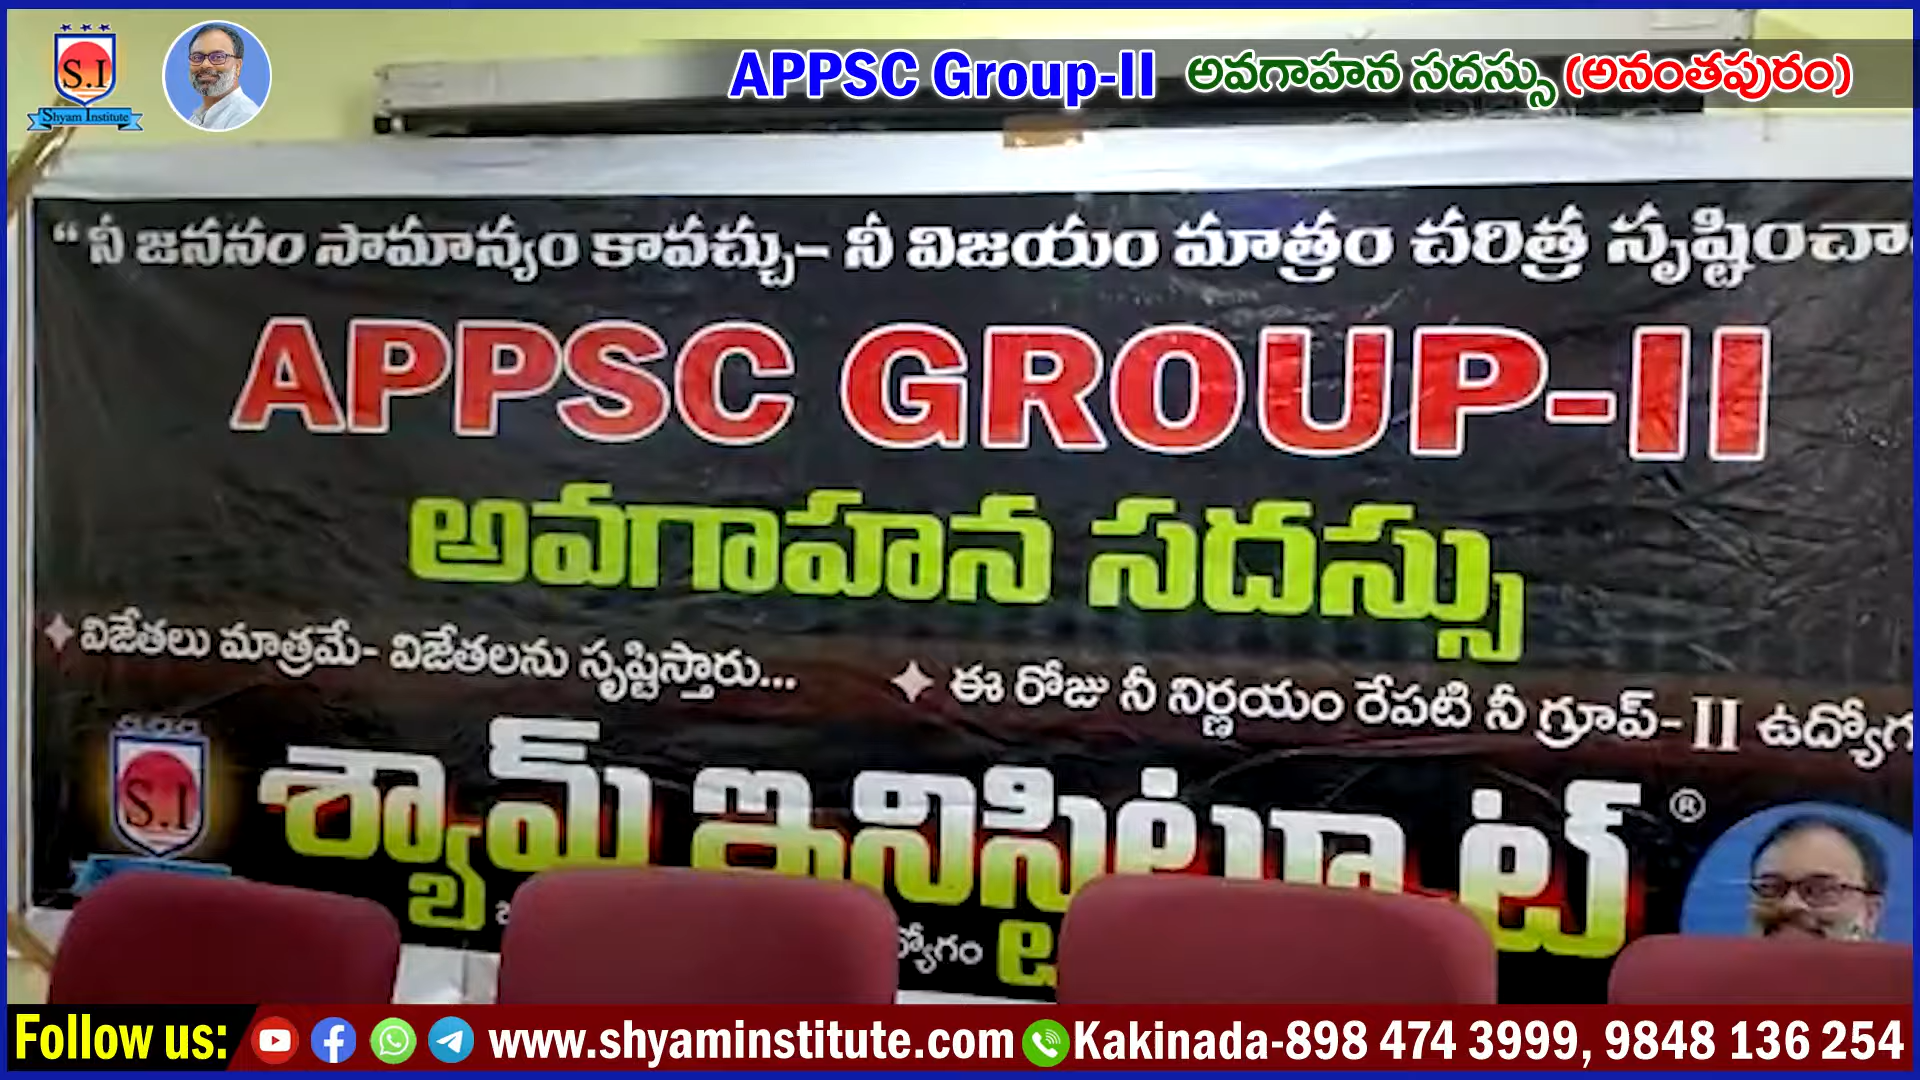 S.I
Shyam Institute
APPSC Group-II అవగాహన సదస్సు (అనంతపురం)
“ నీ జననం సామాన్యం కావచ్చు- నీ విజయం మాత్రం చరిత్ర సృష్టించా
APPSC GROUP-II
అవగాహన సదస్సు
విజేతలు మాత్రమే- విజేతలను సృష్టిస్తారు...
ఈ రోజు నీ నిర్ణయం రేపటి నీ గ్రూప్- II ఉద్యోగ
S.I
శ్యామ్ ఇనిస్టిట్యూట్ ®
Follow us: www.shyaminstitute.com Kakinada-898 474 3999, 9848 136 254